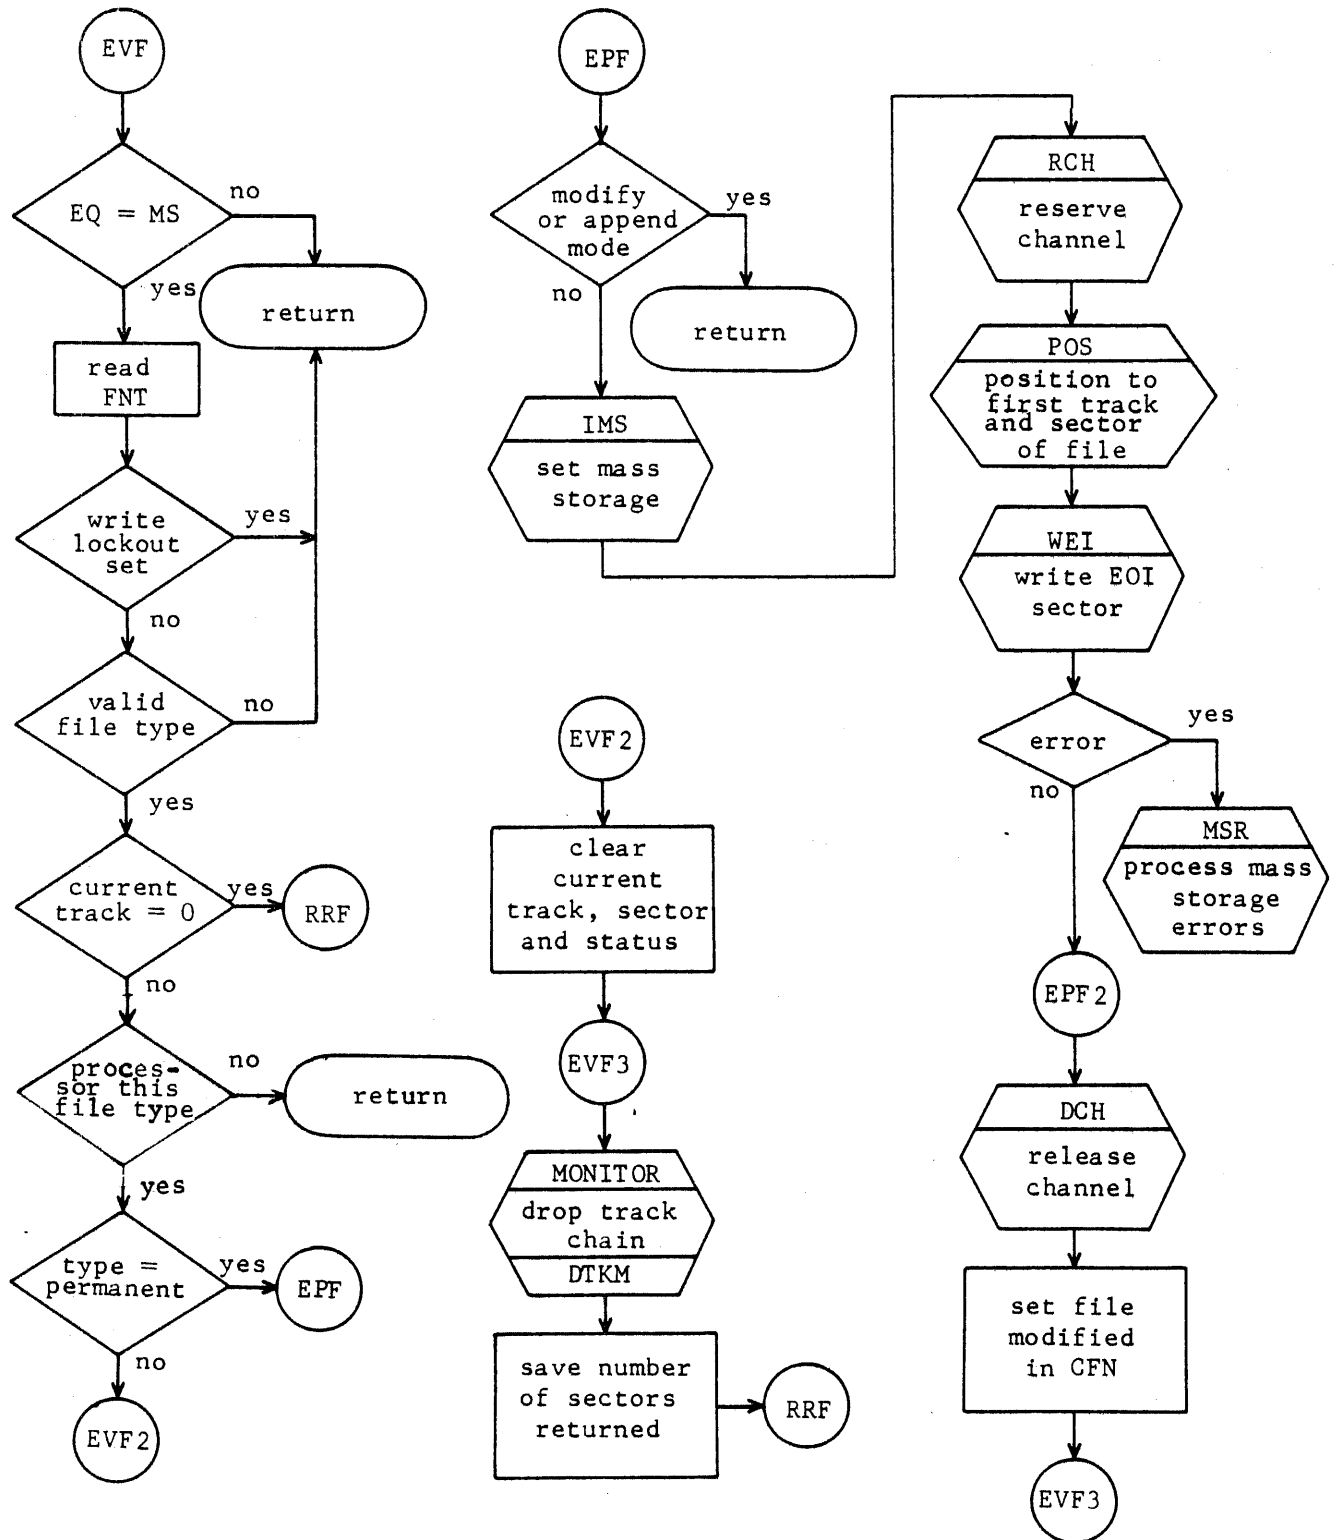 EVF
EQ = MS
no
yes
return
read
FNT
write
lockout
set
yes
no
valid
file type
no
yes
current
track = 0
yes
RRF
no
proces-
sor this
file type
no
return
yes
type =
permanent
yes
EPF
no
EVF2
EPF
modify
or append
mode
yes
no
return
IMS
set mass
storage
EVF2
clear
current
track, sector
and status
EVF3
MONITOR
drop track
chain
DTKM
save number
of sectors
returned
RRF
RCH
reserve
channel
POS
position to
first track
and sector
of file
WEI
write EOI
sector
error
yes
no
MSR
process mass
storage
errors
EPF2
DCH
release
channel
set file
modified
in CFN
EVF3